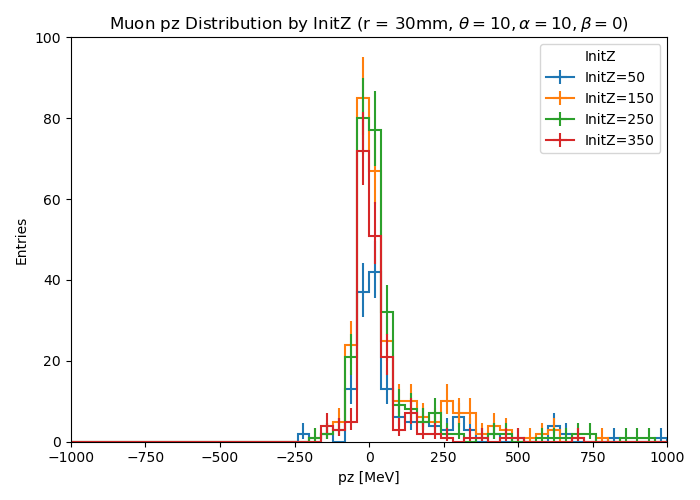 Muon pz Distribution by InitZ (r = 30mm, θ = 10, α = 10, β = 0)
InitZ
InitZ=50
InitZ=150
InitZ=250
InitZ=350
Entries
100
80
60
40
20
0
−1000 −750 −500 −250 0 250 500 750 1000
pz [MeV]